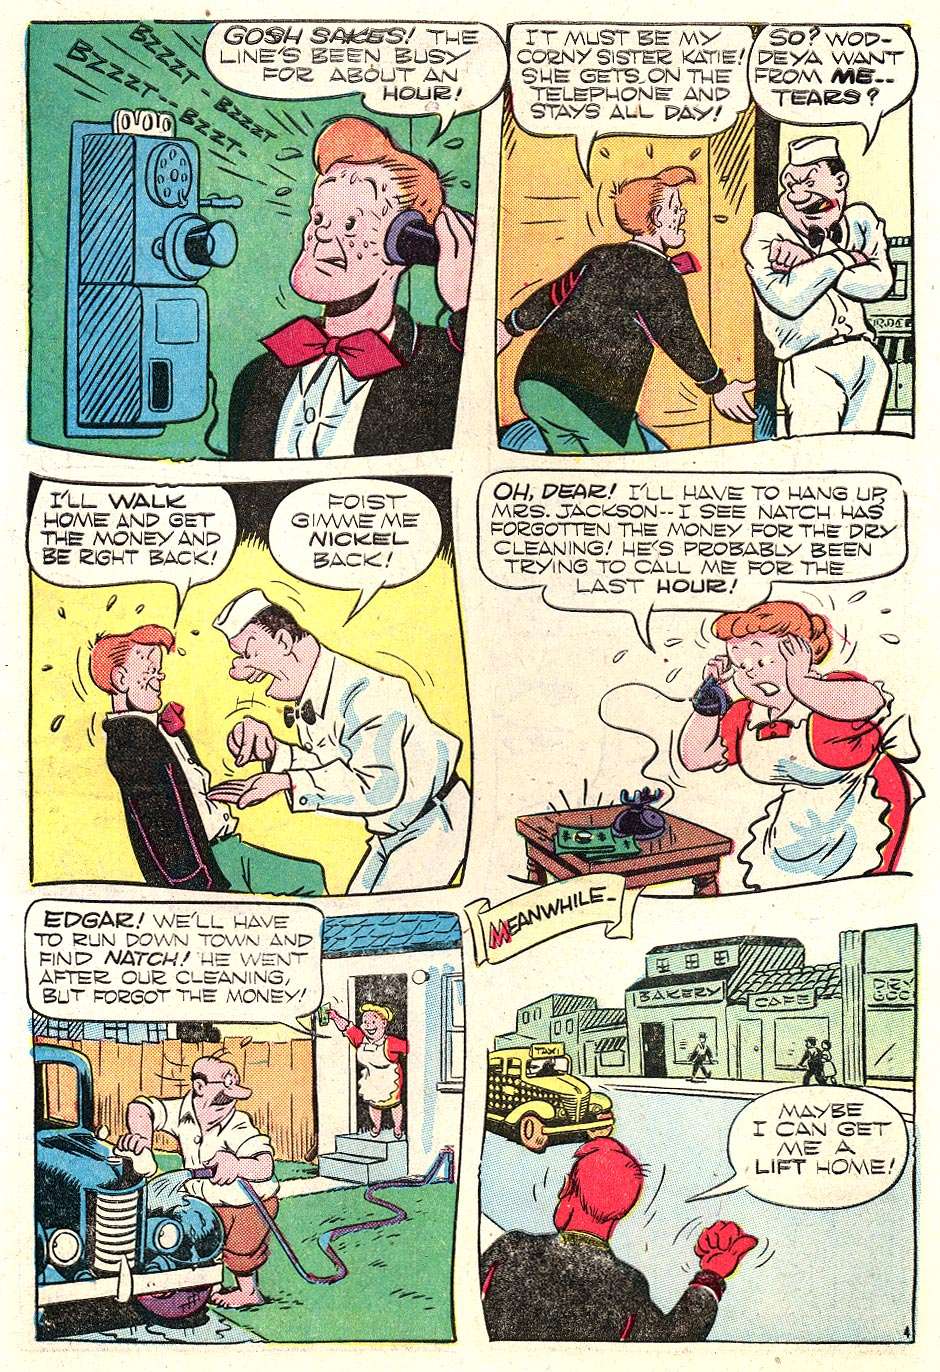 BZZZT
BZZZT--BZZZT
BZZZT-
GOSH SAKES! THE
LINE'S BEEN BUSY
FOR ABOUT AN
HOUR!
IT MUST BE MY
CORNY SISTER KATIE!
SHE GETS ON THE
TELEPHONE AND
STAYS ALL DAY!
SO? WOD-
DEYA WANT
FROM ME--
TEARS?
I'LL WALK
HOME AND GET
THE MONEY AND
BE RIGHT BACK!
FOIST
GIMME ME
NICKEL
BACK!
OH, DEAR! I'LL HAVE TO HANG UP,
MRS. JACKSON--I SEE NATCH HAS
FORGOTTEN THE MONEY FOR THE DRY
CLEANING! HE'S PROBABLY BEEN
TRYING TO CALL ME FOR THE
LAST HOUR!
EDGAR! WE'LL HAVE
TO RUN DOWN TOWN AND
FIND NATCH! HE WENT
AFTER OUR CLEANING,
BUT FORGOT THE MONEY!
MEANWHILE-
BAKERY
CAFE
DRY
TAXI
MAYBE
I CAN GET
ME A
LIFT HOME!
4